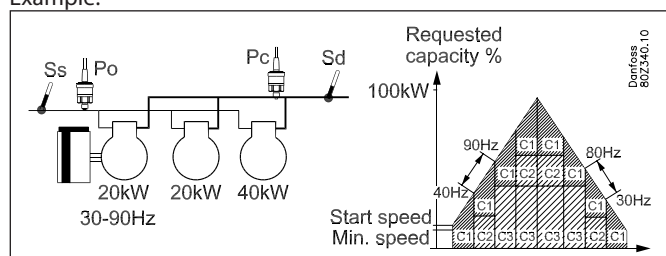 Example:
Ss
Po
Pc
Sd
20kW
20kW
40kW
30-90Hz
Requested
capacity %
100kW
90Hz
40Hz
80Hz
30Hz
Start speed
Min. speed
C1 C1
C1 C2 C2 C1
C1 C1
C1 C2 C3 C3 C3 C3 C2 C1
Danfoss
80Z340.10